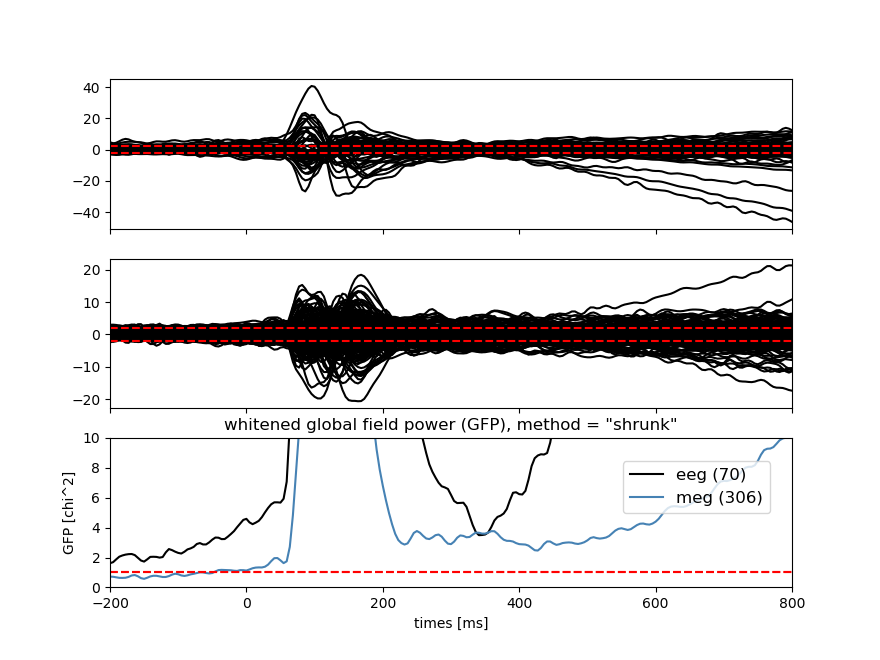 40
20
0
−20
−40
20
10
0
−10
−20
whitened global field power (GFP), method = "shrunk"
10
8
6
4
2
0
GFP [chi^2]
eeg (70)
meg (306)
−200 0 200 400 600 800
times [ms]